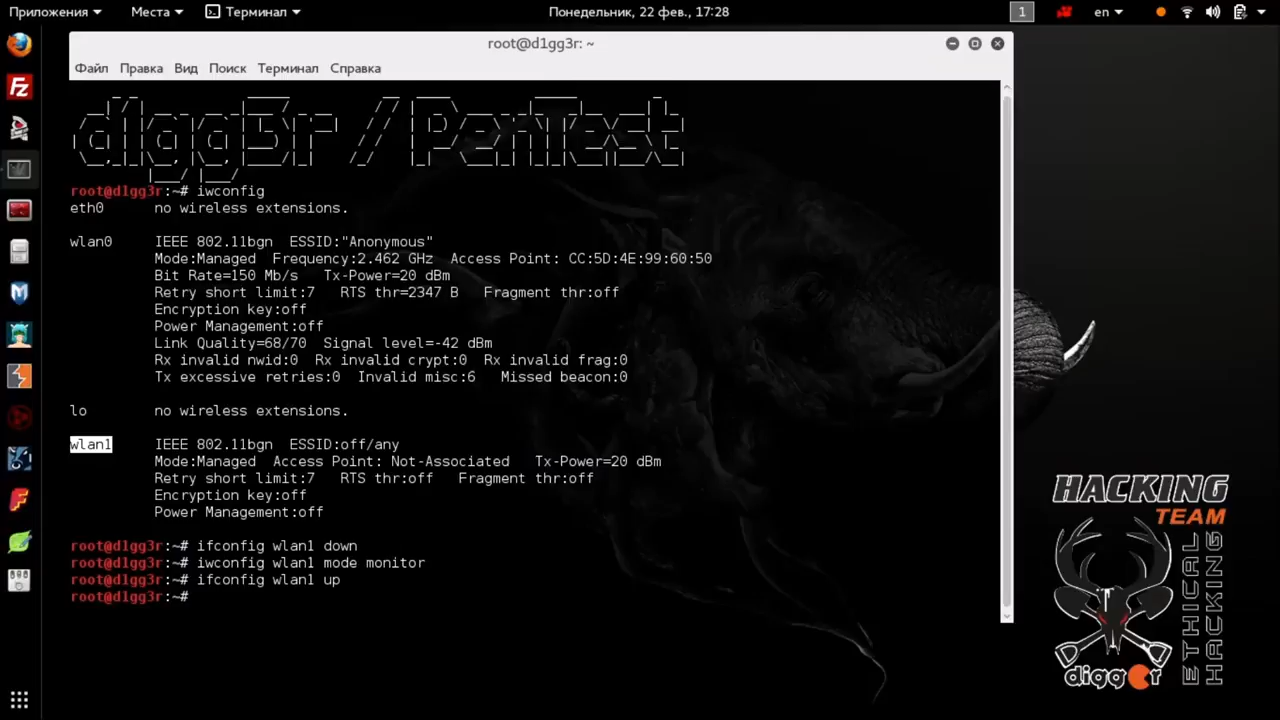 Приложения Места Терминал Понедельник, 22 фев., 17:28 1 en
root@d1gg3r: ~
Файл Правка Вид Поиск Терминал Справка
d1gg3r / PenTest
root@d1gg3r:~# iwconfig
eth0 no wireless extensions.
wlan0 IEEE 802.11bgn ESSID:"Anonymous"
Mode:Managed Frequency:2.462 GHz Access Point: CC:5D:4E:99:60:50
Bit Rate=150 Mb/s Tx-Power=20 dBm
Retry short limit:7 RTS thr=2347 B Fragment thr:off
Encryption key:off
Power Management:off
Link Quality=68/70 Signal level=-42 dBm
Rx invalid nwid:0 Rx invalid crypt:0 Rx invalid frag:0
Tx excessive retries:0 Invalid misc:6 Missed beacon:0
lo no wireless extensions.
wlan1 IEEE 802.11bgn ESSID:off/any
Mode:Managed Access Point: Not-Associated Tx-Power=20 dBm
Retry short limit:7 RTS thr:off Fragment thr:off
Encryption key:off
Power Management:off
root@d1gg3r:~# ifconfig wlan1 down
root@d1gg3r:~# iwconfig wlan1 mode monitor
root@d1gg3r:~# ifconfig wlan1 up
root@d1gg3r:~#
HACKING
TEAM
ETHICAL
HACKING
digger